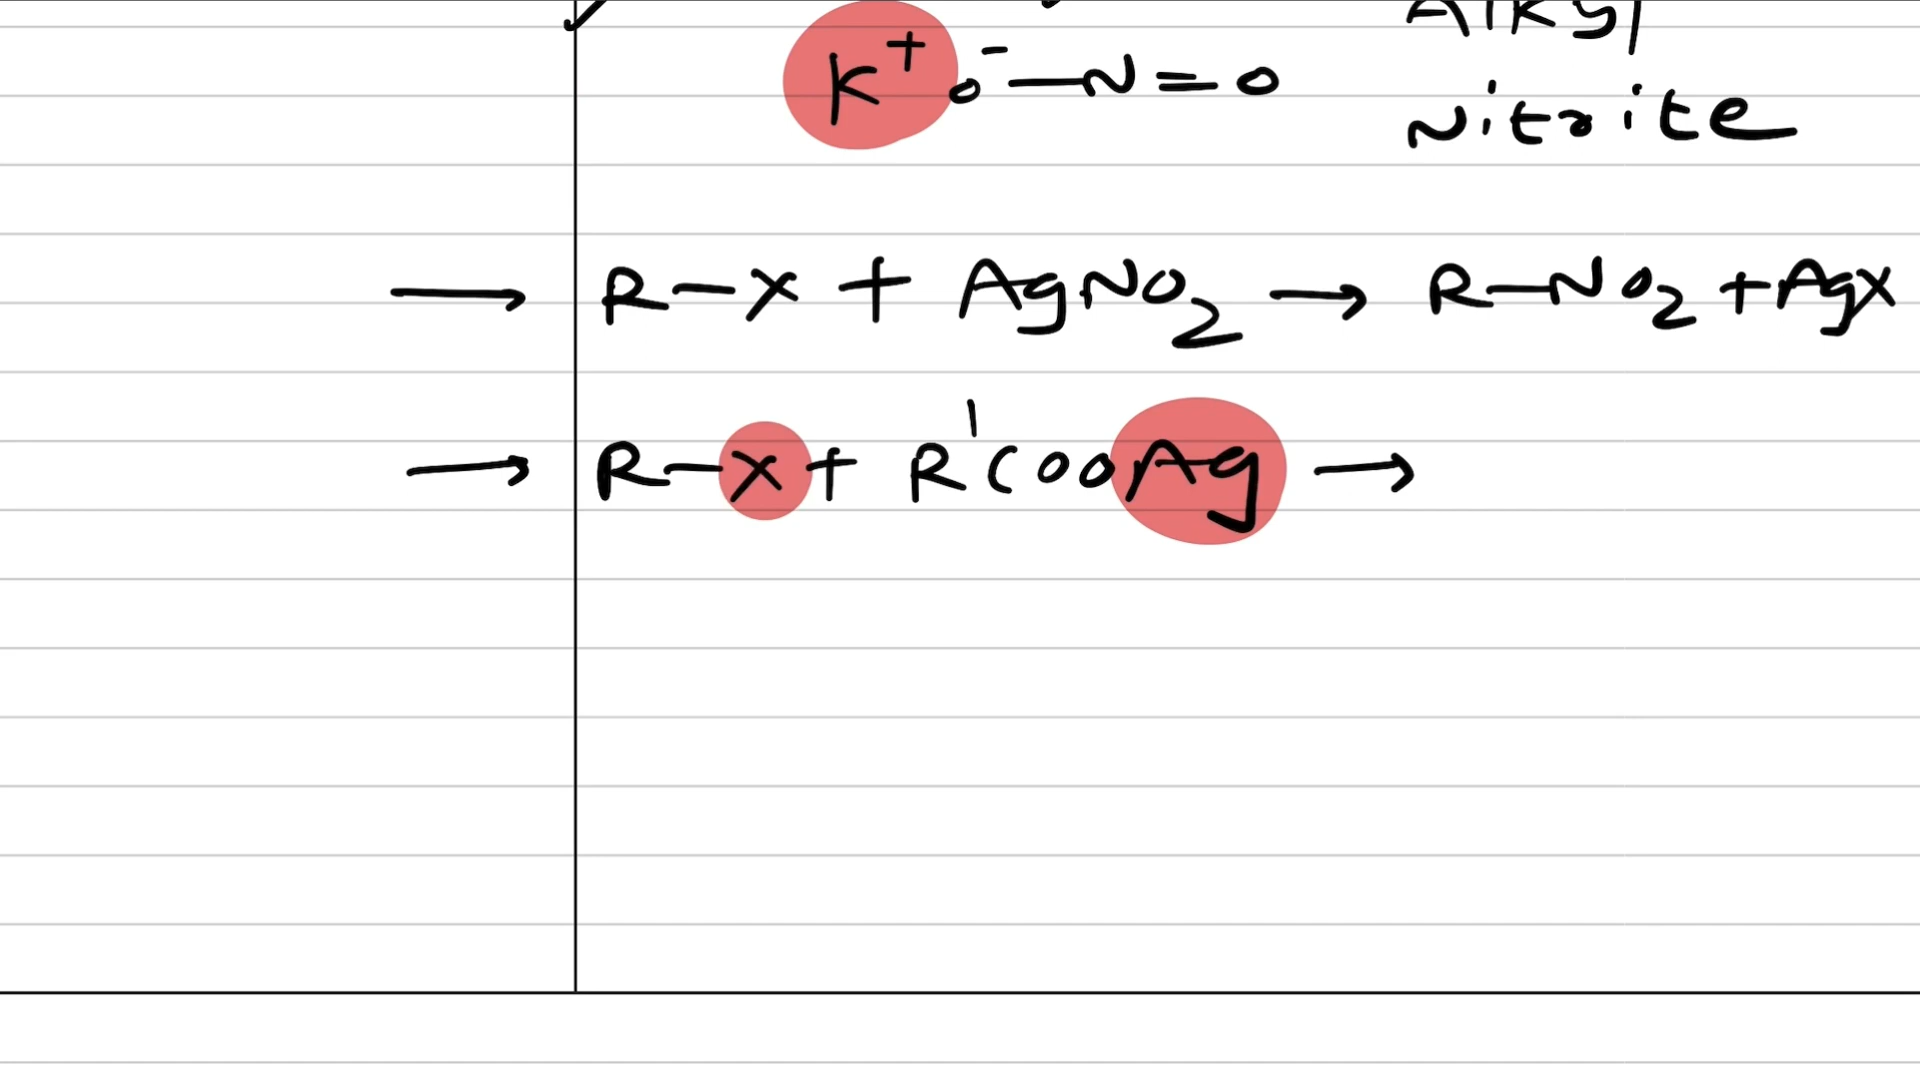 Alkyl
K⁺ O⁻—N=O
Nitrite
⟶ R—X + AgNO₂ ⟶ R—NO₂ + AgX
⟶ R—X + R'COOAg ⟶